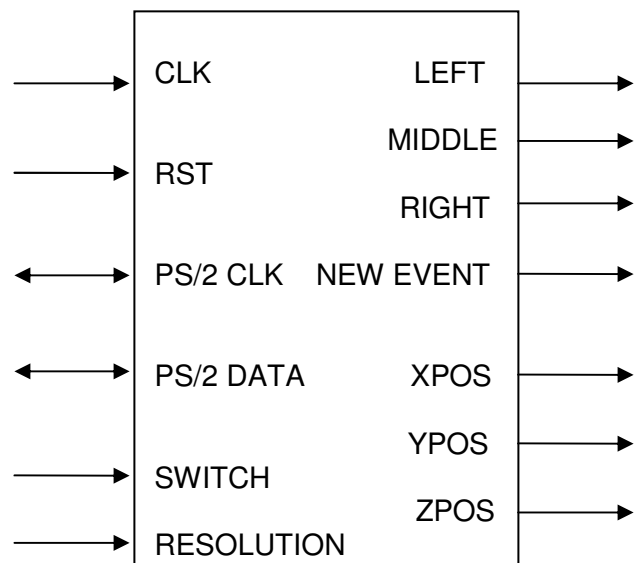 CLK LEFT
MIDDLE
RST
RIGHT
PS/2 CLK NEW EVENT
PS/2 DATA XPOS
YPOS
SWITCH
ZPOS
RESOLUTION